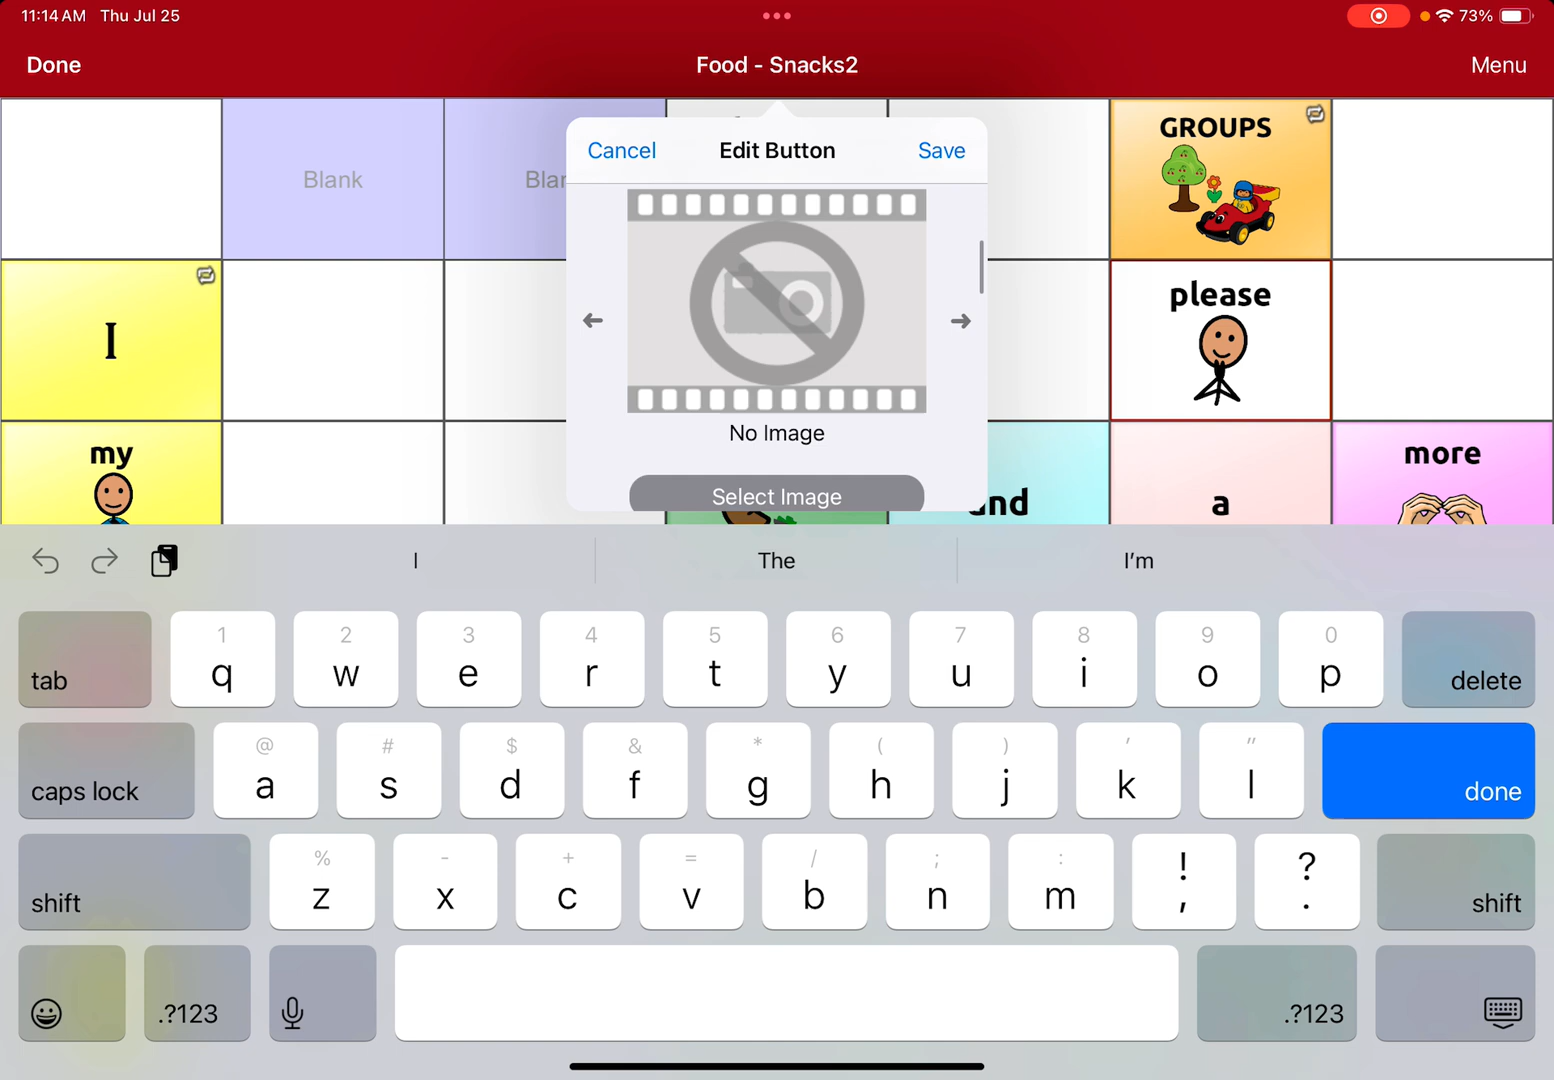 11:14 AM Thu Jul 25
73%
Done
Food - Snacks2
Menu
Blank
Cancel
Edit Button
Save
GROUPS
I
No Image
please
my
Select Image
and
a
more
I
The
I'm
tab
1 2 3 4 5 6 7 8 9 0
q w e r t y u i o p
delete
caps lock
@ # $ & * ( ) ' "
a s d f g h j k l
done
shift
% - + = / ; : ! ?
z x c v b n m , .
shift
.?123
.?123